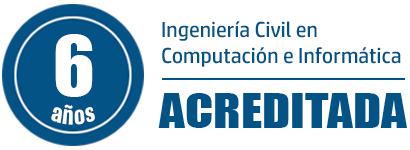 6
años
Ingeniería Civil en
Computación e Informática
ACREDITADA